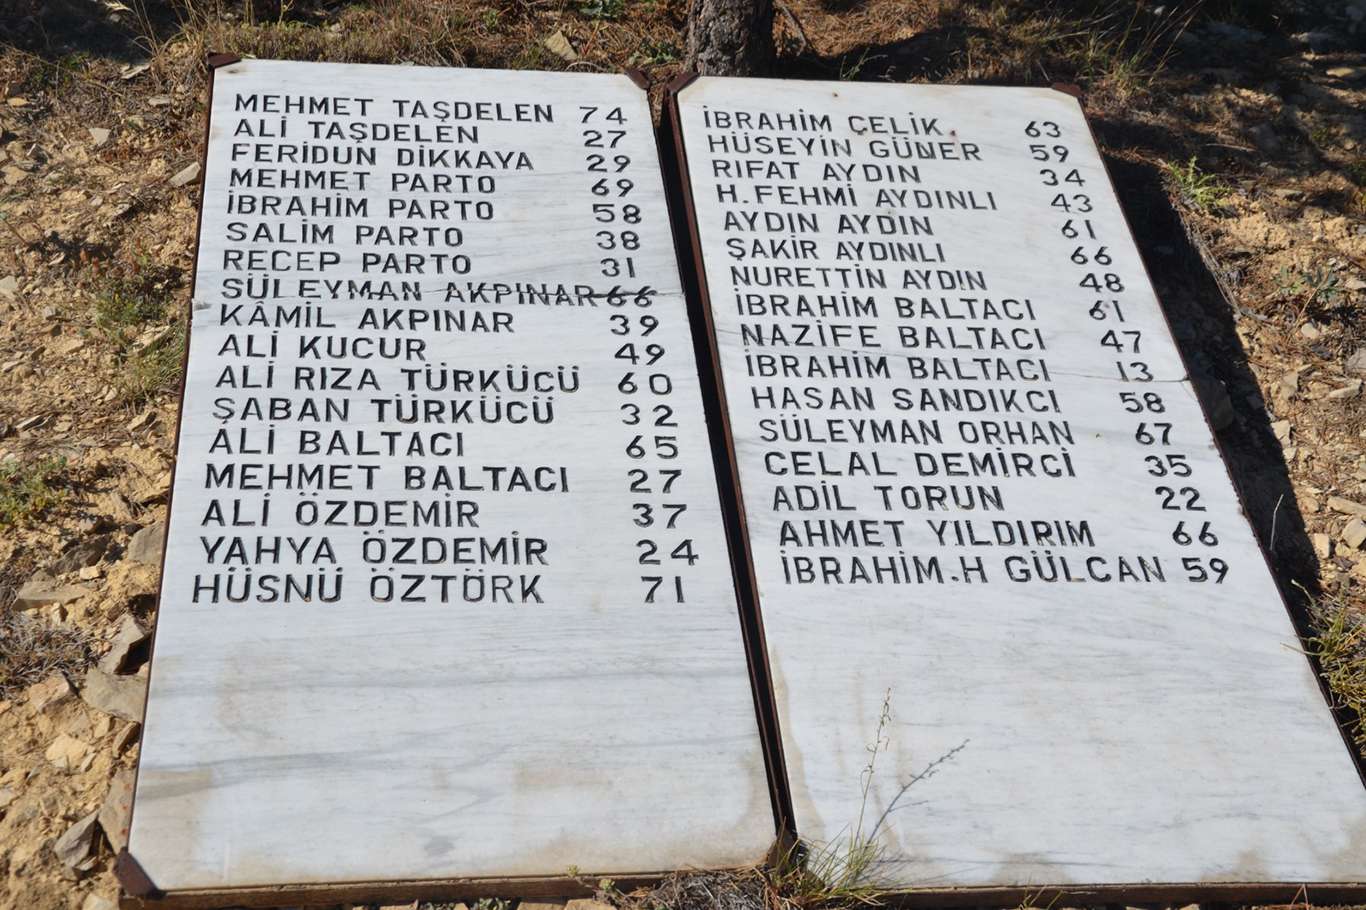 MEHMET TAŞDELEN 74
ALİ TAŞDELEN 27
FERİDUN DİKKAYA 29
MEHMET PARTO 69
İBRAHİM PARTO 58
SALİM PARTO 38
RECEP PARTO 31
SÜLEYMAN AKPINAR 66
KÂMİL AKPINAR 39
ALİ KUCUR 49
ALİ RIZA TÜRKÜCÜ 60
ŞABAN TÜRKÜCÜ 32
ALİ BALTACI 65
MEHMET BALTACI 27
ALİ ÖZDEMİR 37
YAHYA ÖZDEMİR 24
HÜSNÜ ÖZTÖRK 71
İBRAHİM ÇELİK 63
HÜSEYİN GÜNER 59
RIFAT AYDIN 34
H. FEHMİ AYDINLI 43
AYDIN AYDIN 61
ŞAKİR AYDINLI 66
NURETTİN AYDIN 48
İBRAHİM BALTACI 61
NAZİFE BALTACI 47
İBRAHİM BALTACI 13
HASAN SANDIKCI 58
SÜLEYMAN ORHAN 67
CELAL DEMİRCİ 35
ADİL TORUN 22
AHMET YILDIRIM 66
İBRAHİM.H GÜLCAN 59